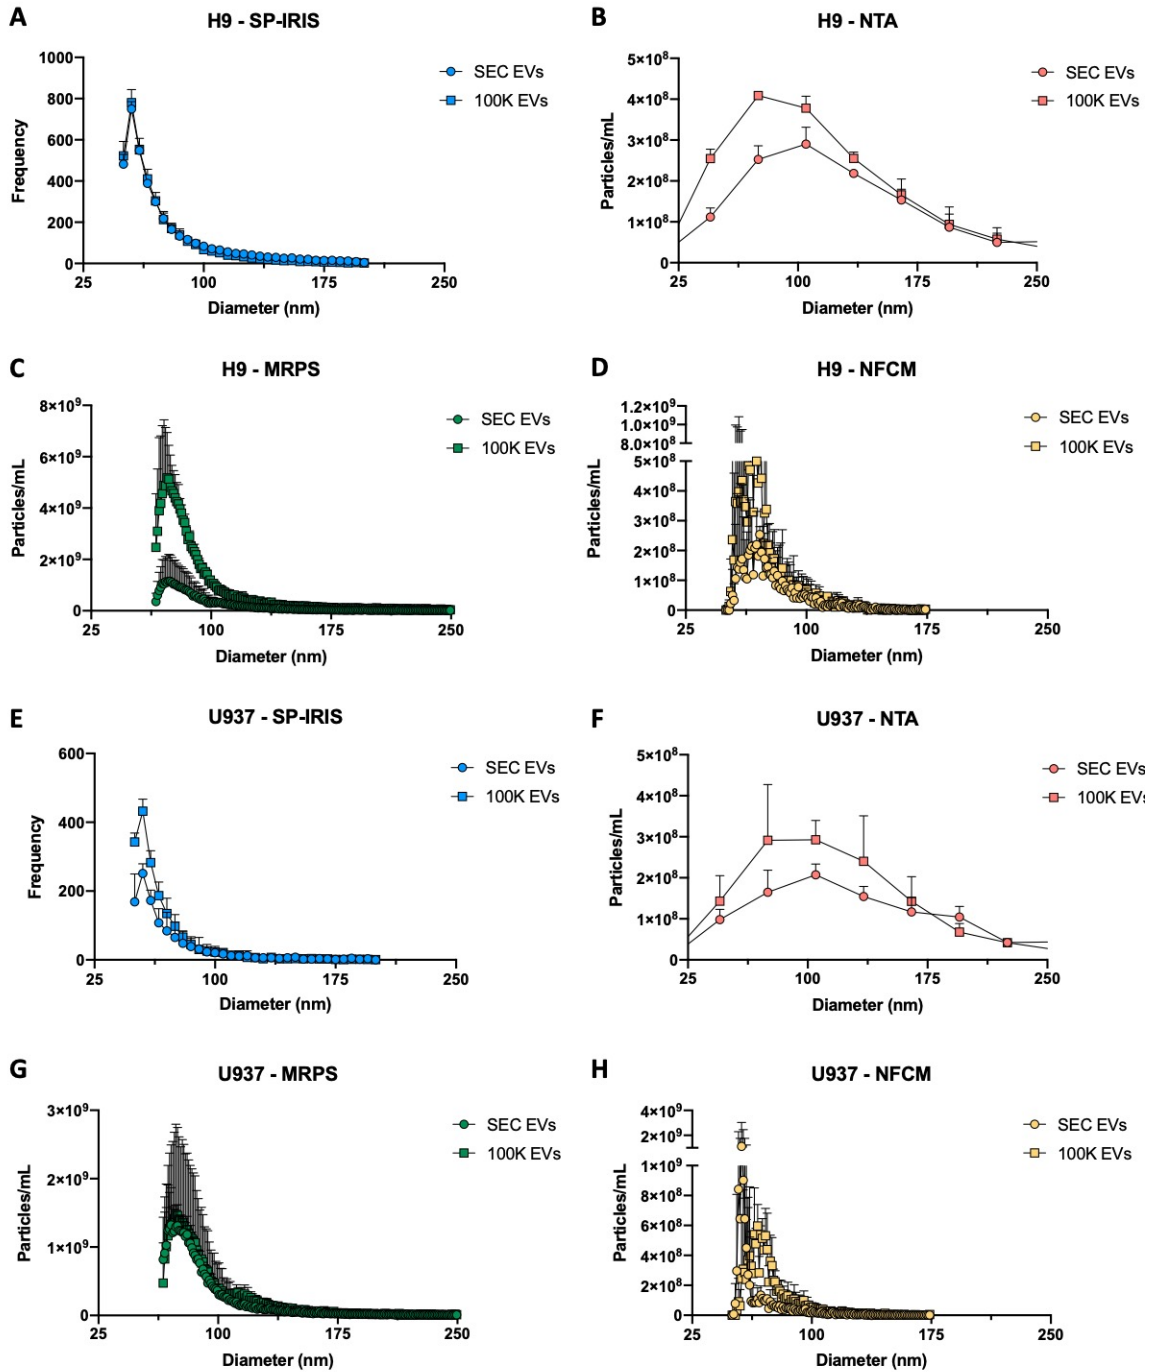 A
H9 - SP-IRIS
1000
800
600
400
200
0
Frequency
25
100
175
250
Diameter (nm)
SEC EVs
100K EVs
B
H9 - NTA
5×10⁸
4×10⁸
3×10⁸
2×10⁸
1×10⁸
0
Particles/mL
25
100
175
250
Diameter (nm)
SEC EVs
100K EVs
C
H9 - MRPS
8×10⁹
6×10⁹
4×10⁹
2×10⁹
0
Particles/mL
25
100
175
250
Diameter (nm)
SEC EVs
100K EVs
D
H9 - NFCM
1.2×10⁹
1.0×10⁹
8.0×10⁸
5×10⁸
4×10⁸
3×10⁸
2×10⁸
1×10⁸
0
Particles/mL
25
100
175
250
Diameter (nm)
SEC EVs
100K EVs
E
U937 - SP-IRIS
600
400
200
0
Frequency
25
100
175
250
Diameter (nm)
SEC EVs
100K EVs
F
U937 - NTA
5×10⁸
4×10⁸
3×10⁸
2×10⁸
1×10⁸
0
Particles/mL
25
100
175
250
Diameter (nm)
SEC EVs
100K EVs
G
U937 - MRPS
3×10⁹
2×10⁹
1×10⁹
0
Particles/mL
25
100
175
250
Diameter (nm)
SEC EVs
100K EVs
H
U937 - NFCM
4×10⁹
2×10⁹
1×10⁹
8×10⁸
6×10⁸
4×10⁸
2×10⁸
0
Particles/mL
25
100
175
250
Diameter (nm)
SEC EVs
100K EVs